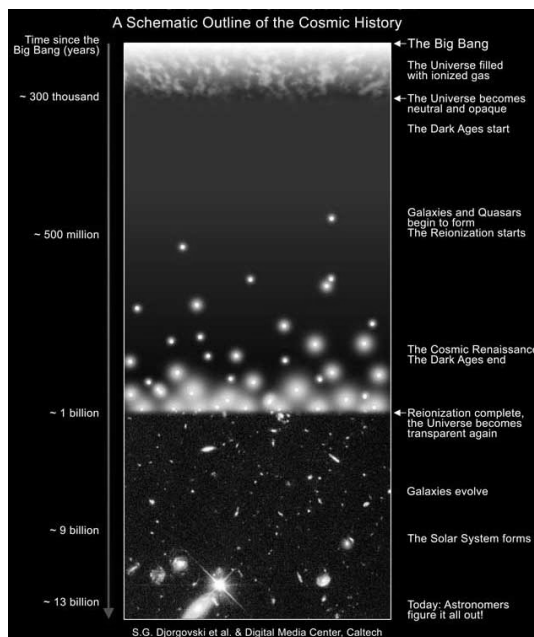 A Schematic Outline of the Cosmic History
Time since the
Big Bang (years)
The Big Bang
The Universe filled
with ionized gas
~ 300 thousand
The Universe becomes
neutral and opaque
The Dark Ages start
Galaxies and Quasars
begin to form
The Reionization starts
~ 500 million
The Cosmic Renaissance
The Dark Ages end
~ 1 billion
Reionization complete,
the Universe becomes
transparent again
Galaxies evolve
~ 9 billion
The Solar System forms
~ 13 billion
Today: Astronomers
figure it all out!
S.G. Djorgovski et al. & Digital Media Center, Caltech